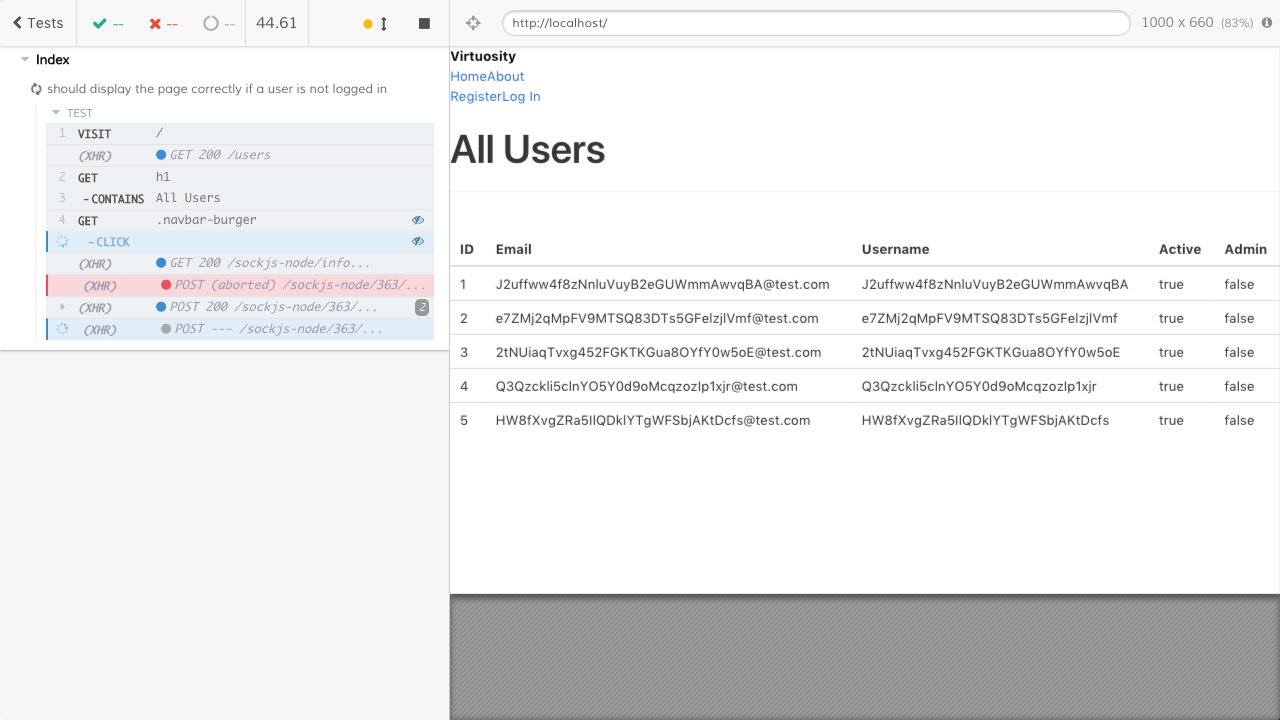 Tests -- -- -- 44.61
Index
should display the page correctly if a user is not logged in
TEST
1 VISIT /
(XHR) GET 200 /users
2 GET h1
3 -CONTAINS All Users
4 GET .navbar-burger
-CLICK
(XHR) GET 200 /sockjs-node/info...
(XHR) POST (aborted) /sockjs-node/363/...
(XHR) POST 200 /sockjs-node/363/... 2
(XHR) POST --- /sockjs-node/363/...
http://localhost/ 1000 x 660 (83%)
Virtuosity
HomeAbout
RegisterLog In
All Users
ID Email Username Active Admin
1 J2uffww4f8zNnluVuyB2eGUWmmAwvqBA@test.com J2uffww4f8zNnluVuyB2eGUWmmAwvqBA true false
2 e7ZMj2qMpFV9MTSQ83DTs5GFelzjlVmf@test.com e7ZMj2qMpFV9MTSQ83DTs5GFelzjlVmf true false
3 2tNUiaqTvxg452FGKTKGua8OYfY0w5oE@test.com 2tNUiaqTvxg452FGKTKGua8OYfY0w5oE true false
4 Q3Qzckli5clnYO5Y0d9oMcqzozlp1xjr@test.com Q3Qzckli5clnYO5Y0d9oMcqzozlp1xjr true false
5 HW8fXvgZRa5IlQDklYTgWFSbjAKtDcfs@test.com HW8fXvgZRa5IlQDklYTgWFSbjAKtDcfs true false